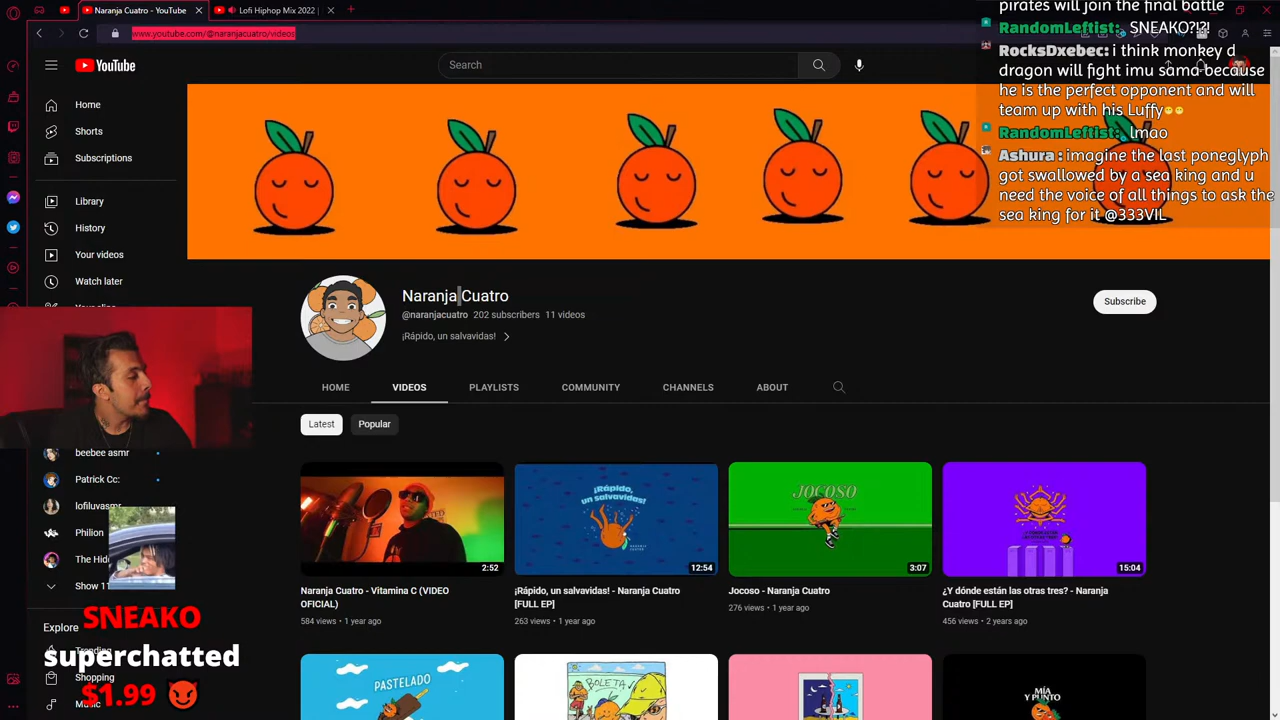 Naranja Cuatro - YouTube
Lofi Hiphop Mix 2022
www.youtube.com/@naranjacuatro/videos
pirates will join the final battle
RandomLeftist: SNEAKO?!?!
RocksDxebec: i think monkey d
dragon will fight imu sama because
he is the perfect opponent and will
team up with his Luffy
RandomLeftist: lmao
Ashura: imagine the last poneglyph
got swallowed by a sea king and u
need the voice of all things to ask the
sea king for it @333VIL
YouTube
Search
Home
Shorts
Subscriptions
Library
History
Your videos
Watch later
Naranja Cuatro
@naranjacuatro 202 subscribers 11 videos
¡Rápido, un salvavidas!
Subscribe
HOME
VIDEOS
PLAYLISTS
COMMUNITY
CHANNELS
ABOUT
Latest
Popular
beebee asmr
Patrick Cc:
lofiluvasmr
Philion
The Hid
Show 11
Explore
Trending
Shopping
Music
SNEAKO
superchatted
$1.99
2:52
Naranja Cuatro - Vitamina C (VIDEO
OFICIAL)
584 views • 1 year ago
¡Rápido,
un salvavidas!
NARANJA
CUATRO
12:54
¡Rápido, un salvavidas! - Naranja Cuatro
[FULL EP]
263 views • 1 year ago
JOCOSO
3:07
Jocoso - Naranja Cuatro
276 views • 1 year ago
15:04
¿Y dónde están las otras tres? - Naranja
Cuatro [FULL EP]
456 views • 2 years ago
PASTELADO
BOLETA
MÍA
Y PUNTO